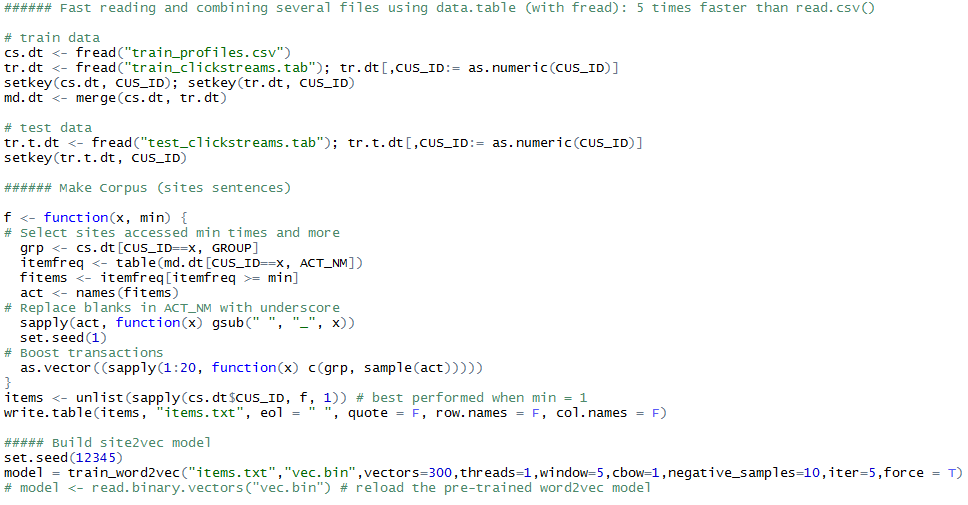 ###### Fast reading and combining several files using data.table (with fread): 5 times faster than read.csv()
# train data
cs.dt <- fread("train_profiles.csv")
tr.dt <- fread("train_clickstreams.tab"); tr.dt[,CUS_ID:= as.numeric(CUS_ID)]
setkey(cs.dt, CUS_ID); setkey(tr.dt, CUS_ID)
md.dt <- merge(cs.dt, tr.dt)
# test data
tr.t.dt <- fread("test_clickstreams.tab"); tr.t.dt[,CUS_ID:= as.numeric(CUS_ID)]
setkey(tr.t.dt, CUS_ID)
###### Make Corpus (sites sentences)
f <- function(x, min) {
# Select sites accessed min times and more
  grp <- cs.dt[CUS_ID==x, GROUP]
  itemfreq <- table(md.dt[CUS_ID==x, ACT_NM])
  fitems <- itemfreq[itemfreq >= min]
  act <- names(fitems)
# Replace blanks in ACT_NM with underscore
  sapply(act, function(x) gsub(" ", "_", x))
  set.seed(1)
# Boost transactions
  as.vector((sapply(1:20, function(x) c(grp, sample(act)))))
}
items <- unlist(sapply(cs.dt$CUS_ID, f, 1)) # best performed when min = 1
write.table(items, "items.txt", eol = " ", quote = F, row.names = F, col.names = F)
##### Build site2vec model
set.seed(12345)
model = train_word2vec("items.txt","vec.bin",vectors=300,threads=1,window=5,cbow=1,negative_samples=10,iter=5,force = T)
# model <- read.binary.vectors("vec.bin") # reload the pre-trained word2vec model